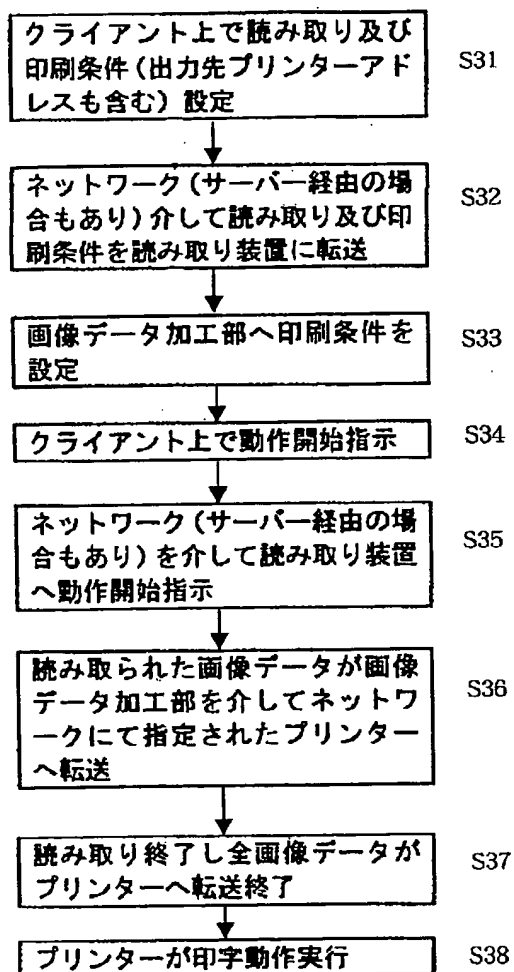 クライアント上で読み取り及び
印刷条件(出力先プリンターアド
レスも含む)設定
S31
ネットワーク(サーバー経由の場
合もあり)介して読み取り及び印
刷条件を読み取り装置に転送
S32
画像データ加工部へ印刷条件を
設定
S33
クライアント上で動作開始指示
S34
ネットワーク(サーバー経由の場
合もあり)を介して読み取り装置
へ動作開始指示
S35
読み取られた画像データが画像
データ加工部を介してネットワ
ークにて指定されたプリンター
へ転送
S36
読み取り終了し全画像データが
プリンターへ転送終了
S37
プリンターが印字動作実行
S38